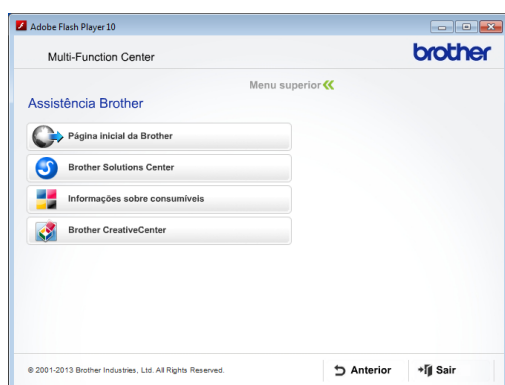 Adobe Flash Player 10
Multi-Function Center
brother
Menu superior
Assistência Brother
Página inicial da Brother
Brother Solutions Center
Informações sobre consumíveis
Brother CreativeCenter
© 2001-2013 Brother Industries, Ltd. All Rights Reserved.
Anterior
Sair